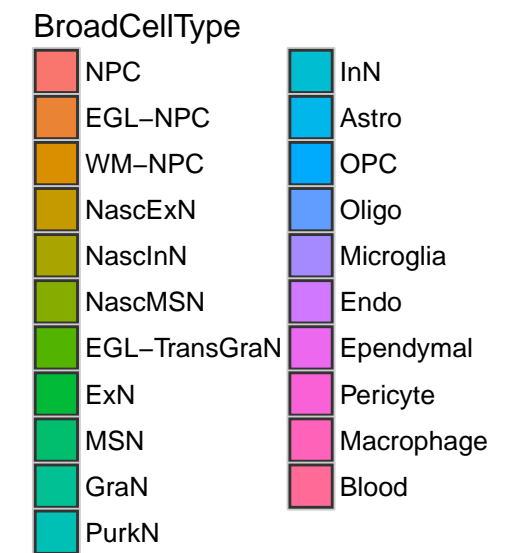 BroadCellType
NPC
EGL−NPC
WM−NPC
NascExN
NascInN
NascMSN
EGL−TransGraN
ExN
MSN
GraN
PurkN
InN
Astro
OPC
Oligo
Microglia
Endo
Ependymal
Pericyte
Macrophage
Blood